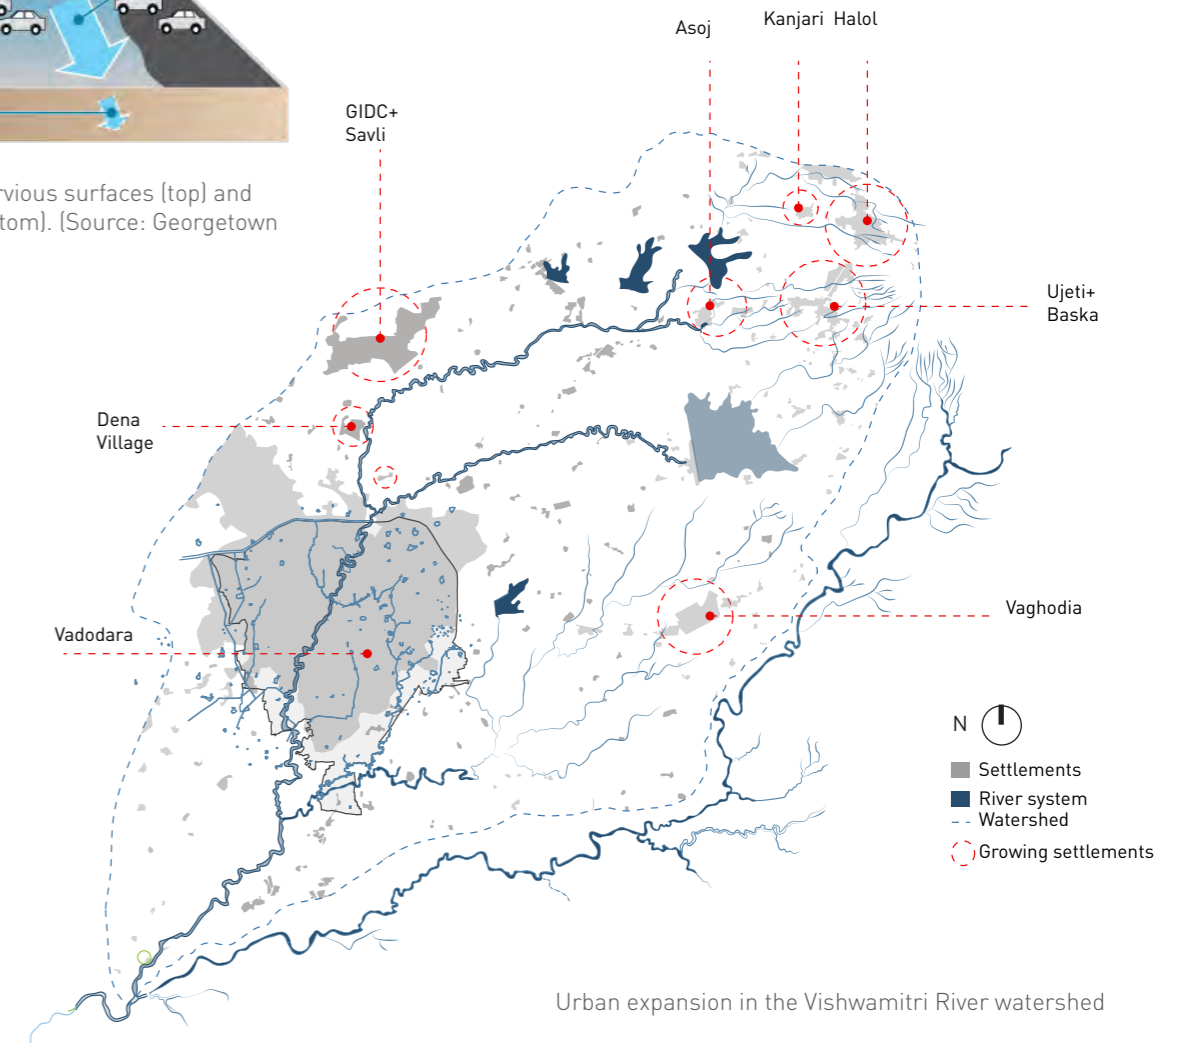 Asoj
Kanjari Halol
GIDC+
Savli
rvious surfaces (top) and
tom). (Source: Georgetown
Ujeti+
Baska
Dena
Village
Vaghodia
Vadodara
N
Settlements
River system
Watershed
Growing settlements
Urban expansion in the Vishwamitri River watershed